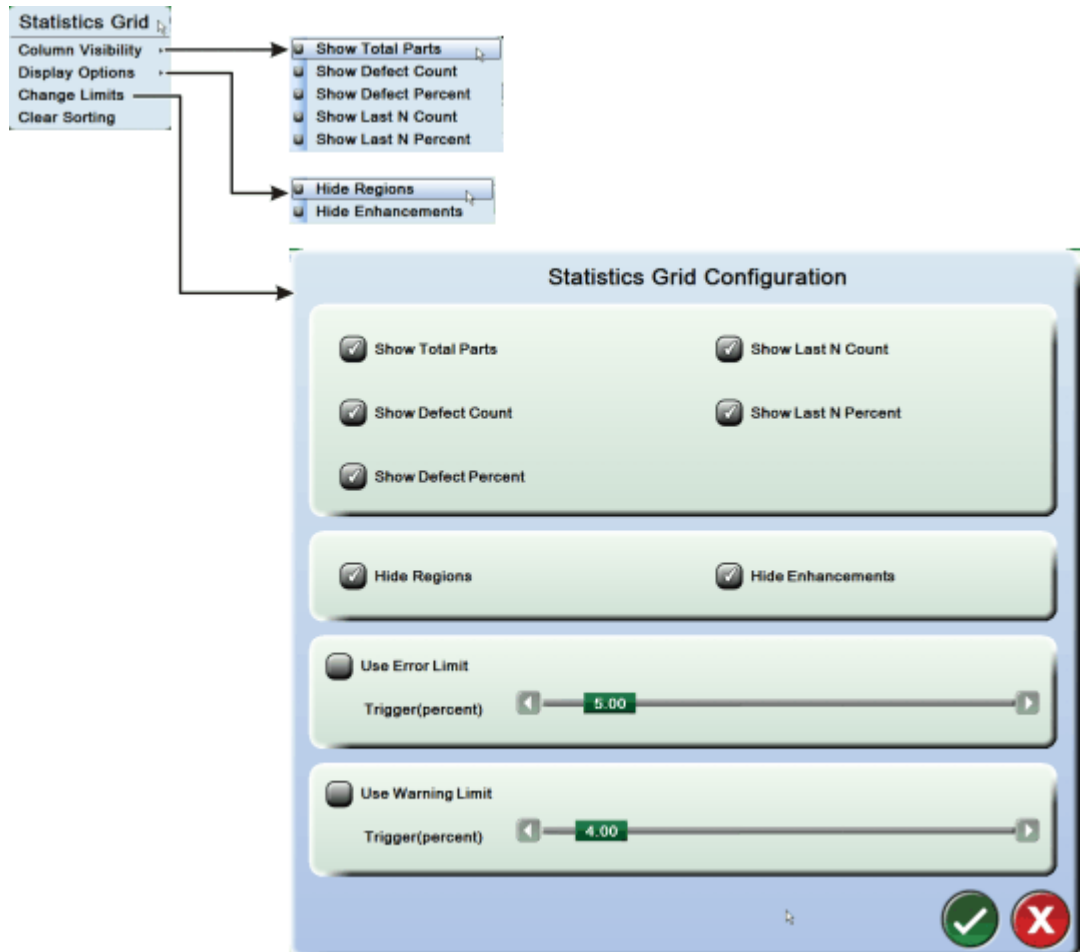 Statistics Grid
Column Visibility
Display Options
Change Limits
Clear Sorting
Show Total Parts
Show Defect Count
Show Defect Percent
Show Last N Count
Show Last N Percent
Hide Regions
Hide Enhancements
Statistics Grid Configuration
Show Total Parts
Show Last N Count
Show Defect Count
Show Last N Percent
Show Defect Percent
Hide Regions
Hide Enhancements
Use Error Limit
Trigger(percent)
5.00
Use Warning Limit
Trigger(percent)
4.00